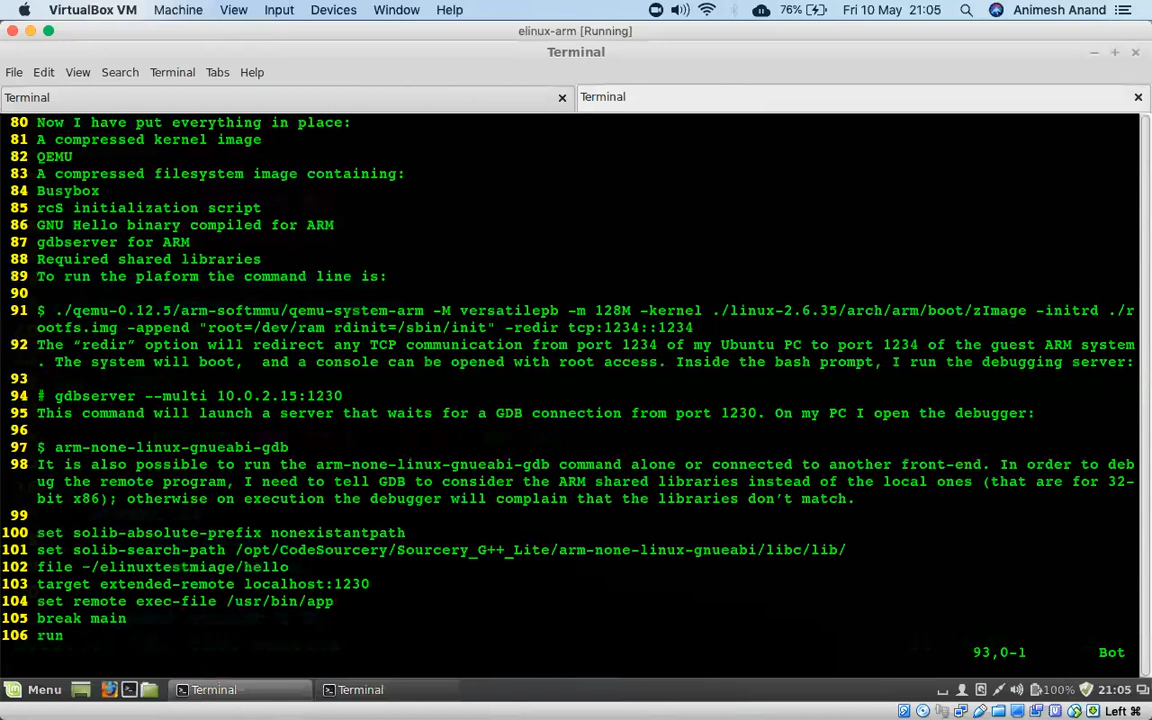 VirtualBox VM Machine View Input Devices Window Help 76% Fri 10 May 21:05 Animesh Anand
elinux-arm [Running]
Terminal
File Edit View Search Terminal Tabs Help
Terminal Terminal
80 Now I have put everything in place:
81 A compressed kernel image
82 QEMU
83 A compressed filesystem image containing:
84 Busybox
85 rcS initialization script
86 GNU Hello binary compiled for ARM
87 gdbserver for ARM
88 Required shared libraries
89 To run the plaform the command line is:
90
91 $ ./qemu-0.12.5/arm-softmmu/qemu-system-arm -M versatilepb -m 128M -kernel ./linux-2.6.35/arch/arm/boot/zImage -initrd ./r
ootfs.img -append "root=/dev/ram rdinit=/sbin/init" -redir tcp:1234::1234
92 The “redir” option will redirect any TCP communication from port 1234 of my Ubuntu PC to port 1234 of the guest ARM system
. The system will boot,  and a console can be opened with root access. Inside the bash prompt, I run the debugging server:
93
94 # gdbserver --multi 10.0.2.15:1230
95 This command will launch a server that waits for a GDB connection from port 1230. On my PC I open the debugger:
96
97 $ arm-none-linux-gnueabi-gdb
98 It is also possible to run the arm-none-linux-gnueabi-gdb command alone or connected to another front-end. In order to deb
ug the remote program, I need to tell GDB to consider the ARM shared libraries instead of the local ones (that are for 32-
bit x86); otherwise on execution the debugger will complain that the libraries don’t match.
99
100 set solib-absolute-prefix nonexistantpath
101 set solib-search-path /opt/CodeSourcery/Sourcery_G++_Lite/arm-none-linux-gnueabi/libc/lib/
102 file ~/elinuxtestmiage/hello
103 target extended-remote localhost:1230
104 set remote exec-file /usr/bin/app
105 break main
106 run
93,0-1 Bot
Menu Terminal Terminal 100% 21:05
Left ⌘